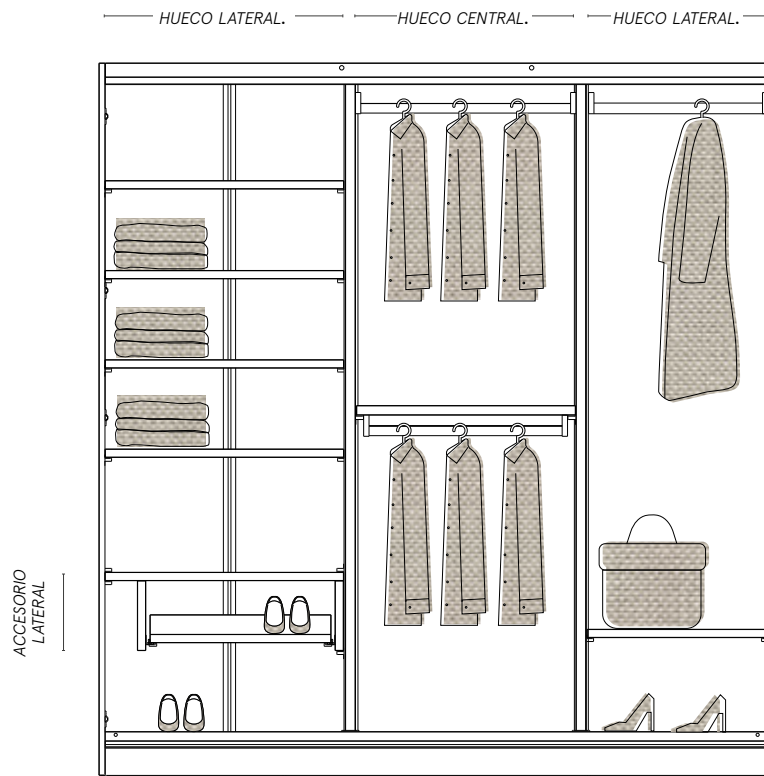 HUECO LATERAL.
HUECO CENTRAL.
HUECO LATERAL.
ACCESORIO
LATERAL